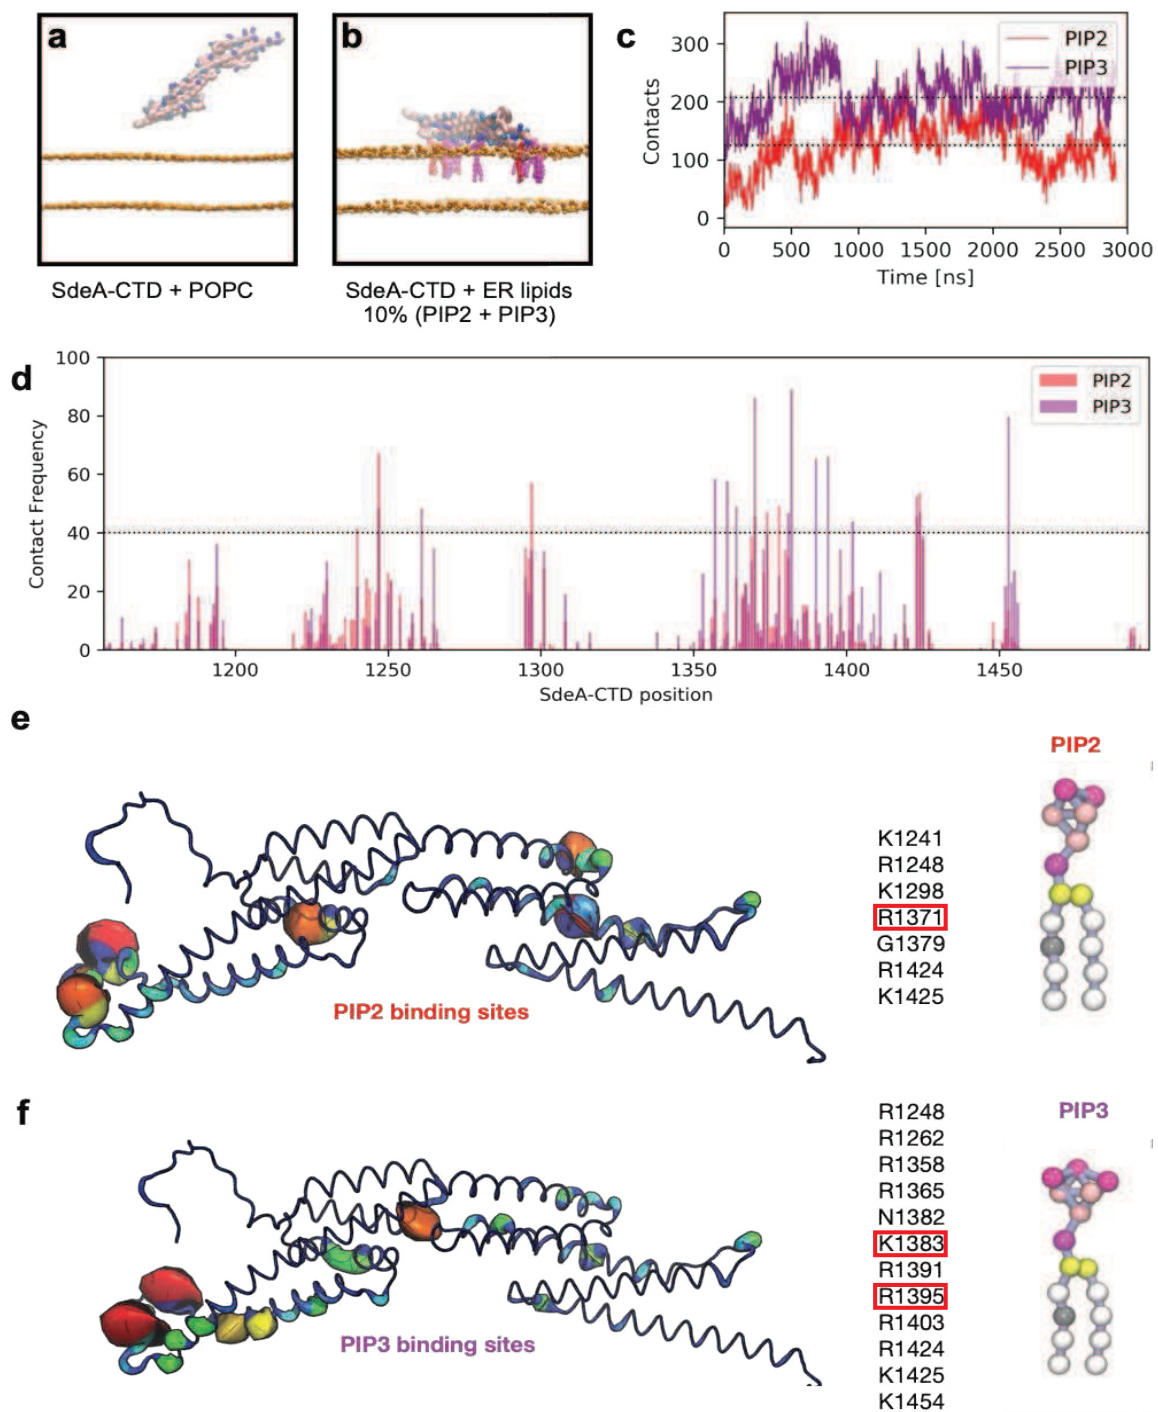 a
b
c
SdeA-CTD + POPC
SdeA-CTD + ER lipids
10% (PIP2 + PIP3)
Contacts
300
200
100
0
0 500 1000 1500 2000 2500 3000
Time [ns]
PIP2
PIP3
d
Contact Frequency
100
80
60
40
20
0
1200 1250 1300 1350 1400 1450
SdeA-CTD position
PIP2
PIP3
e
PIP2 binding sites
K1241
R1248
K1298
R1371
G1379
R1424
K1425
PIP2
f
PIP3 binding sites
R1248
R1262
R1358
R1365
N1382
K1383
R1391
R1395
R1403
R1424
K1425
K1454
PIP3